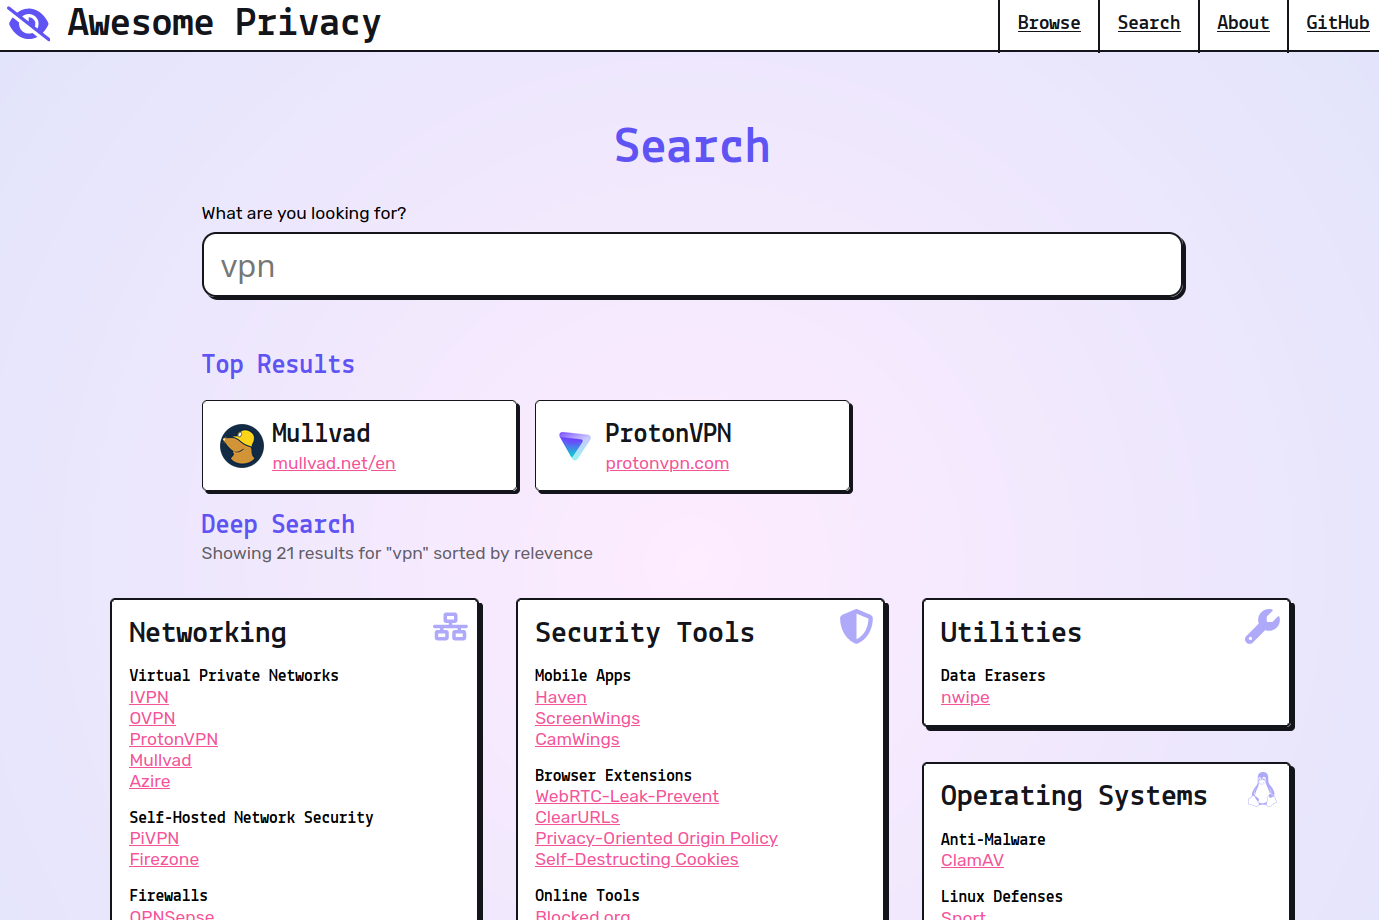 Awesome Privacy
Browse
Search
About
GitHub
Search
What are you looking for?
vpn
Top Results
Mullvad
mullvad.net/en
ProtonVPN
protonvpn.com
Deep Search
Showing 21 results for "vpn" sorted by relevence
Networking
Virtual Private Networks
IVPN
OVPN
ProtonVPN
Mullvad
Azire
Self-Hosted Network Security
PiVPN
Firezone
Firewalls
OPNSense
Security Tools
Mobile Apps
Haven
ScreenWings
CamWings
Browser Extensions
WebRTC-Leak-Prevent
ClearURLs
Privacy-Oriented Origin Policy
Self-Destructing Cookies
Online Tools
Blocked.org
Utilities
Data Erasers
nwipe
Operating Systems
Anti-Malware
ClamAV
Linux Defenses
Snort